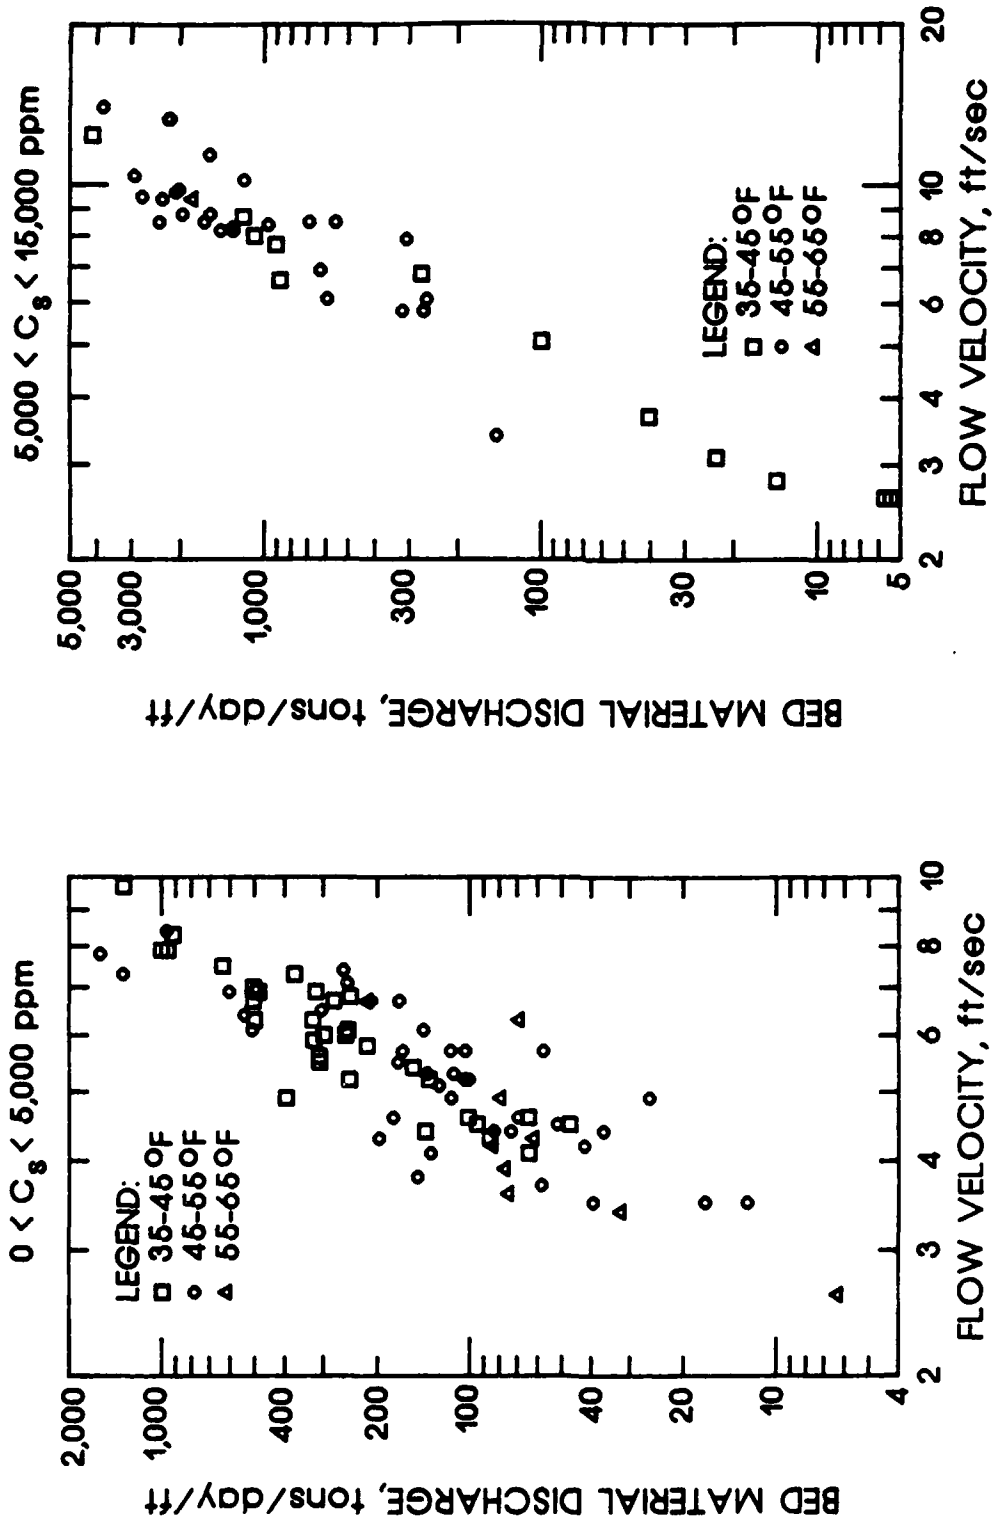 0 < Cs < 5,000 ppm
2,000
1,000
400
200
100
40
20
10
4
BED MATERIAL DISCHARGE, tons/day/ft
LEGEND:
35-45°F
45-55°F
55-65°F
2
3
4
6
8
10
FLOW VELOCITY, ft/sec
5,000 < Cs < 15,000 ppm
5,000
3,000
1,000
300
100
30
10
5
BED MATERIAL DISCHARGE, tons/day/ft
LEGEND:
35-45°F
45-55°F
55-65°F
2
3
4
6
8
10
20
FLOW VELOCITY, ft/sec